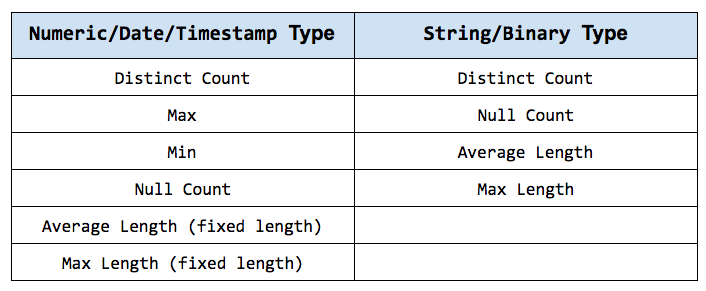 Numeric/Date/Timestamp Type String/Binary Type
Distinct Count Distinct Count
Max Null Count
Min Average Length
Null Count Max Length
Average Length (fixed length)
Max Length (fixed length)